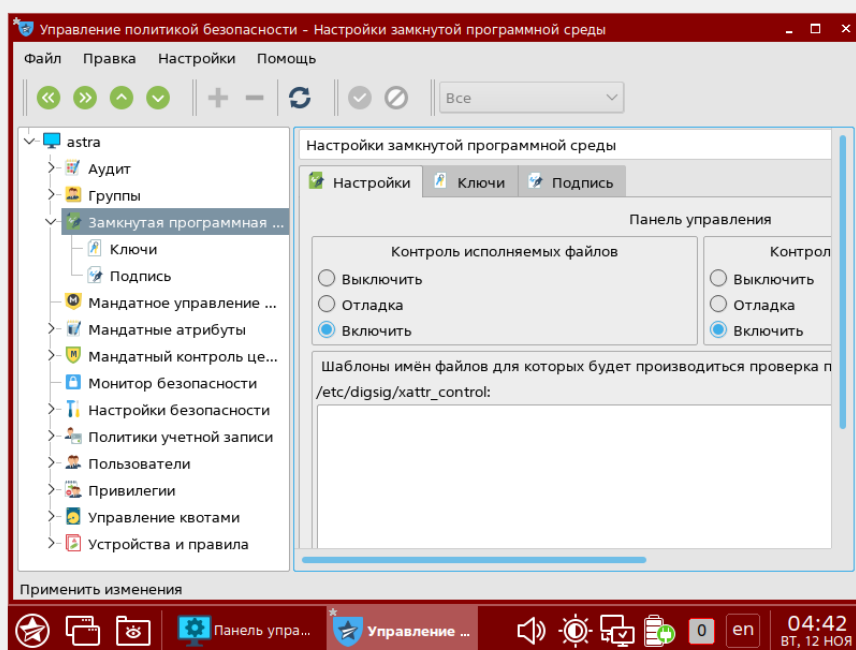 Управление политикой безопасности – Настройки замкнутой программной среды
Файл Правка Настройки Помощь
Все
astra
Аудит
Группы
Замкнутая программная ...
Ключи
Подпись
Мандатное управление ...
Мандатные атрибуты
Мандатный контроль це...
Монитор безопасности
Настройки безопасности
Политики учетной записи
Пользователи
Привилегии
Управление квотами
Устройства и правила
Настройки замкнутой программной среды
Настройки Ключи Подпись
Панель управления
Контроль исполняемых файлов
Выключить
Отладка
Включить
Контрол
Выключить
Отладка
Включить
Шаблоны имён файлов для которых будет производиться проверка п
/etc/digsig/xattr_control:
Применить изменения
Панель упра...
Управление ...
0
en
04:42
ВТ, 12 НОЯ